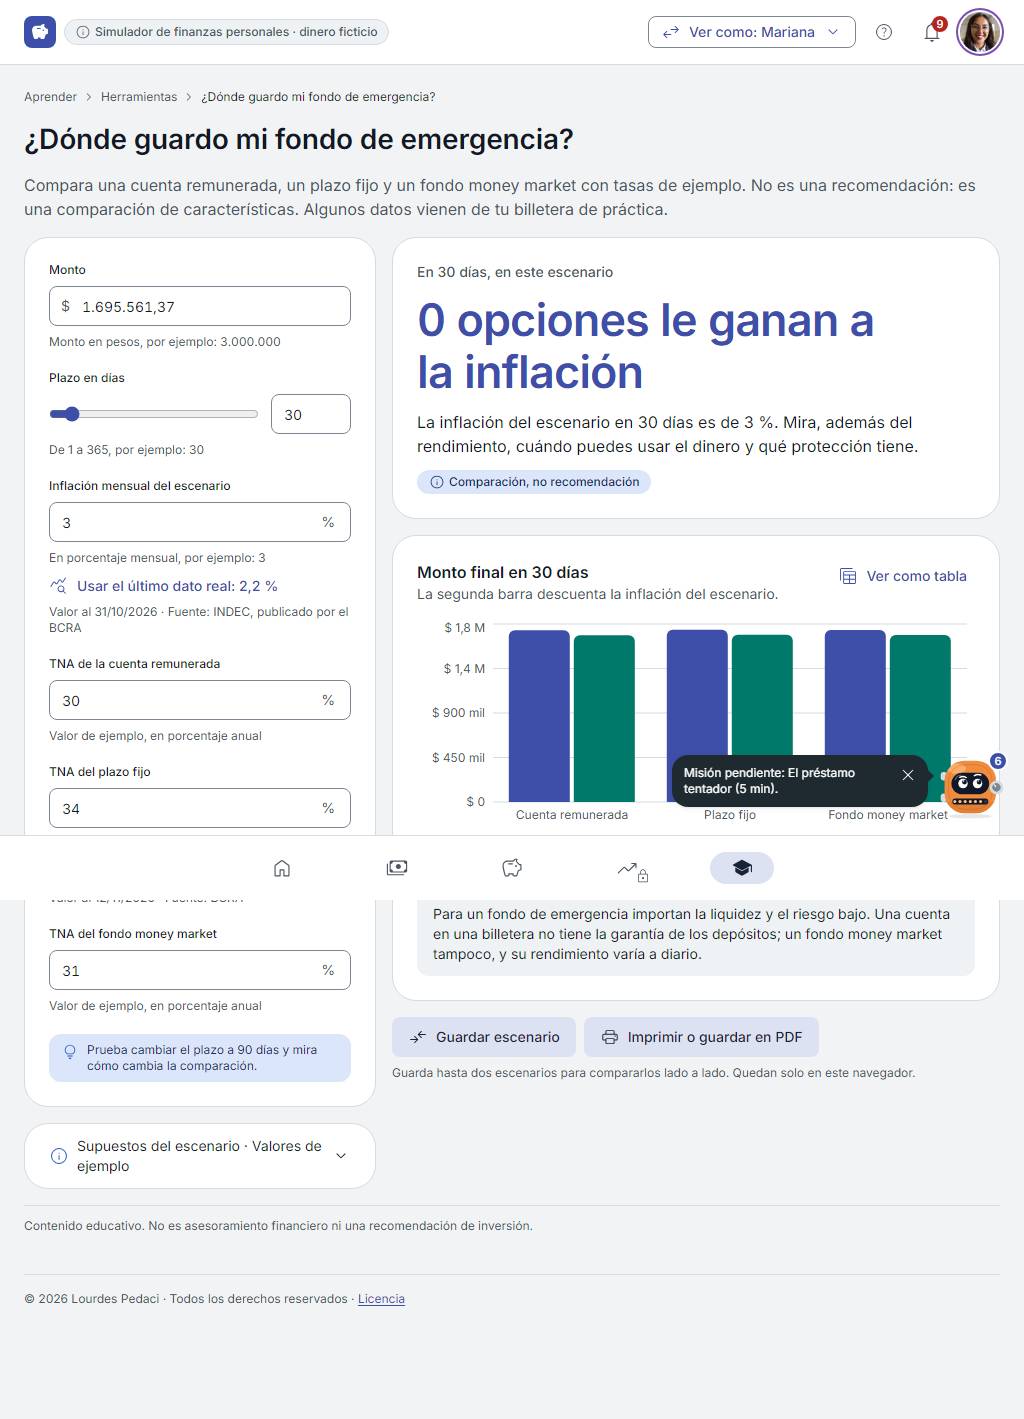 Simulador de finanzas personales · dinero ficticio
Ver como: Mariana
9
Aprender
Herramientas
¿Dónde guardo mi fondo de emergencia?
¿Dónde guardo mi fondo de emergencia?
Compara una cuenta remunerada, un plazo fijo y un fondo money market con tasas de ejemplo. No es una recomendación: es
una comparación de características. Algunos datos vienen de tu billetera de práctica.
Monto
$ 1.695.561,37
Monto en pesos, por ejemplo: 3.000.000
Plazo en días
30
De 1 a 365, por ejemplo: 30
Inflación mensual del escenario
3 %
En porcentaje mensual, por ejemplo: 3
Usar el último dato real: 2,2 %
Valor al 31/10/2026 · Fuente: INDEC, publicado por el
BCRA
TNA de la cuenta remunerada
30 %
Valor de ejemplo, en porcentaje anual
TNA del plazo fijo
34 %
TNA del fondo money market
31 %
Valor de ejemplo, en porcentaje anual
Prueba cambiar el plazo a 90 días y mira
cómo cambia la comparación.
Supuestos del escenario · Valores de
ejemplo
En 30 días, en este escenario
0 opciones le ganan a
la inflación
La inflación del escenario en 30 días es de 3 %. Mira, además del
rendimiento, cuándo puedes usar el dinero y qué protección tiene.
Comparación, no recomendación
Monto final en 30 días
Ver como tabla
La segunda barra descuenta la inflación del escenario.
$ 1,8 M
$ 1,4 M
$ 900 mil
$ 450 mil
$ 0
Cuenta remunerada
Plazo fijo
Fondo money market
Misión pendiente: El préstamo
tentador (5 min).
6
Para un fondo de emergencia importan la liquidez y el riesgo bajo. Una cuenta
en una billetera no tiene la garantía de los depósitos; un fondo money market
tampoco, y su rendimiento varía a diario.
Guardar escenario
Imprimir o guardar en PDF
Guarda hasta dos escenarios para compararlos lado a lado. Quedan solo en este navegador.
Contenido educativo. No es asesoramiento financiero ni una recomendación de inversión.
© 2026 Lourdes Pedaci · Todos los derechos reservados · Licencia